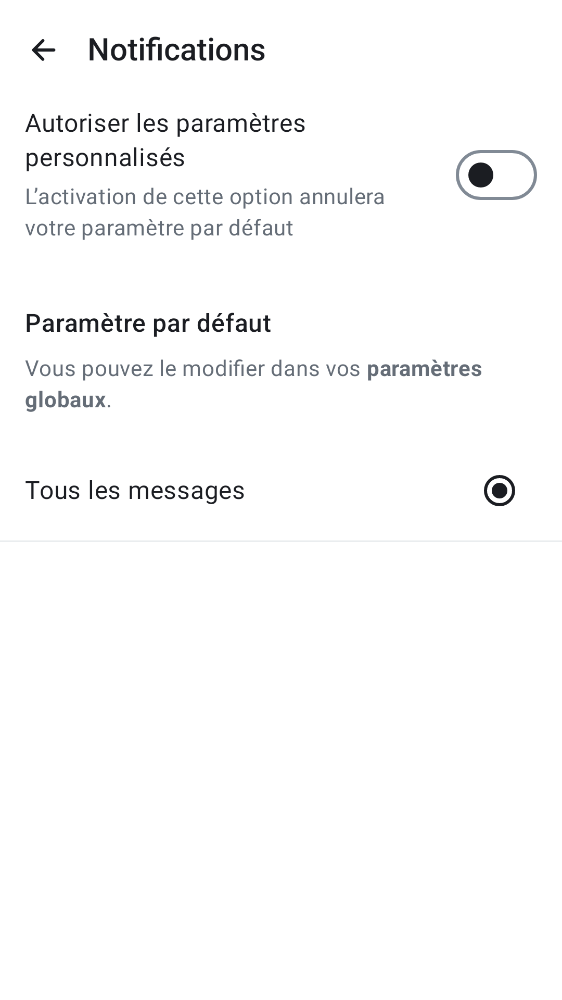 Notifications
Autoriser les paramètres
personnalisés
L’activation de cette option annulera
votre paramètre par défaut
Paramètre par défaut
Vous pouvez le modifier dans vos paramètres
globaux.
Tous les messages